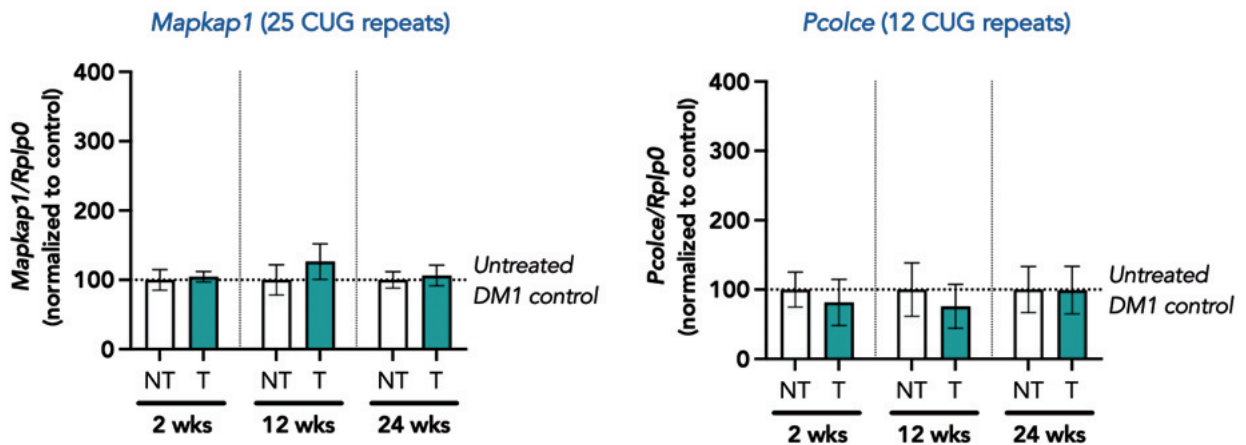 Mapkap1 (25 CUG repeats)
Mapkap1/Rplp0
(normalized to control)
400
300
200
100
0
Untreated
DM1 control
NT T NT T NT T
2 wks 12 wks 24 wks
Pcolce (12 CUG repeats)
Pcolce/Rplp0
(normalized to control)
400
300
200
100
0
Untreated
DM1 control
NT T NT T NT T
2 wks 12 wks 24 wks